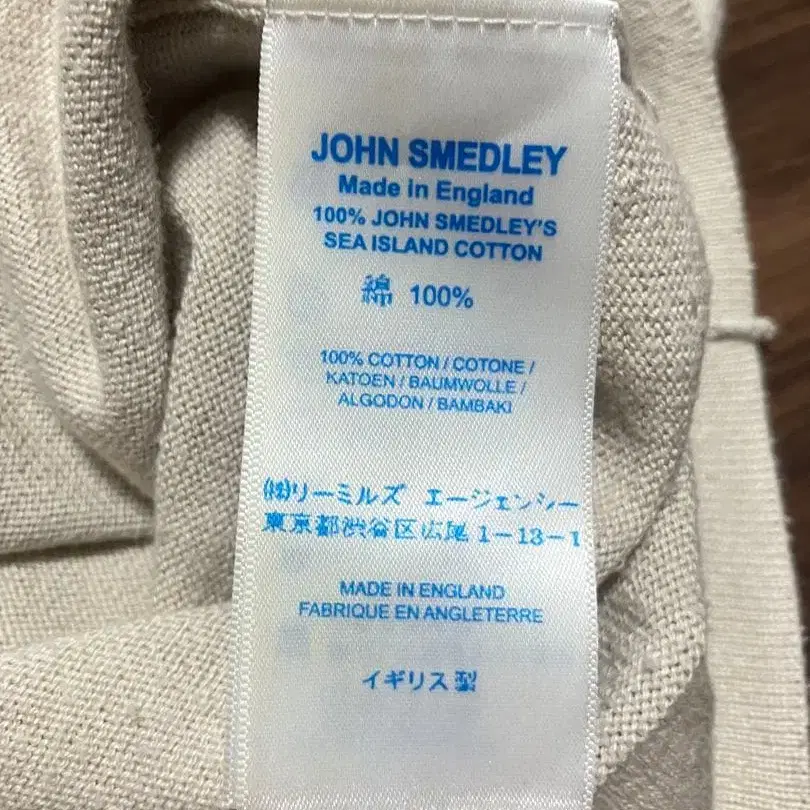 JOHN SMEDLEY
Made in England
100% JOHN SMEDLEY'S
SEA ISLAND COTTON
綿 100%
100% COTTON / COTONE /
KATOEN / BAUMWOLLE /
ALGODON / BAMBAKI
㈱リーミルズ エージェンシー
東京都渋谷区広尾 1-13-1
MADE IN ENGLAND
FABRIQUE EN ANGLETERRE
イギリス製